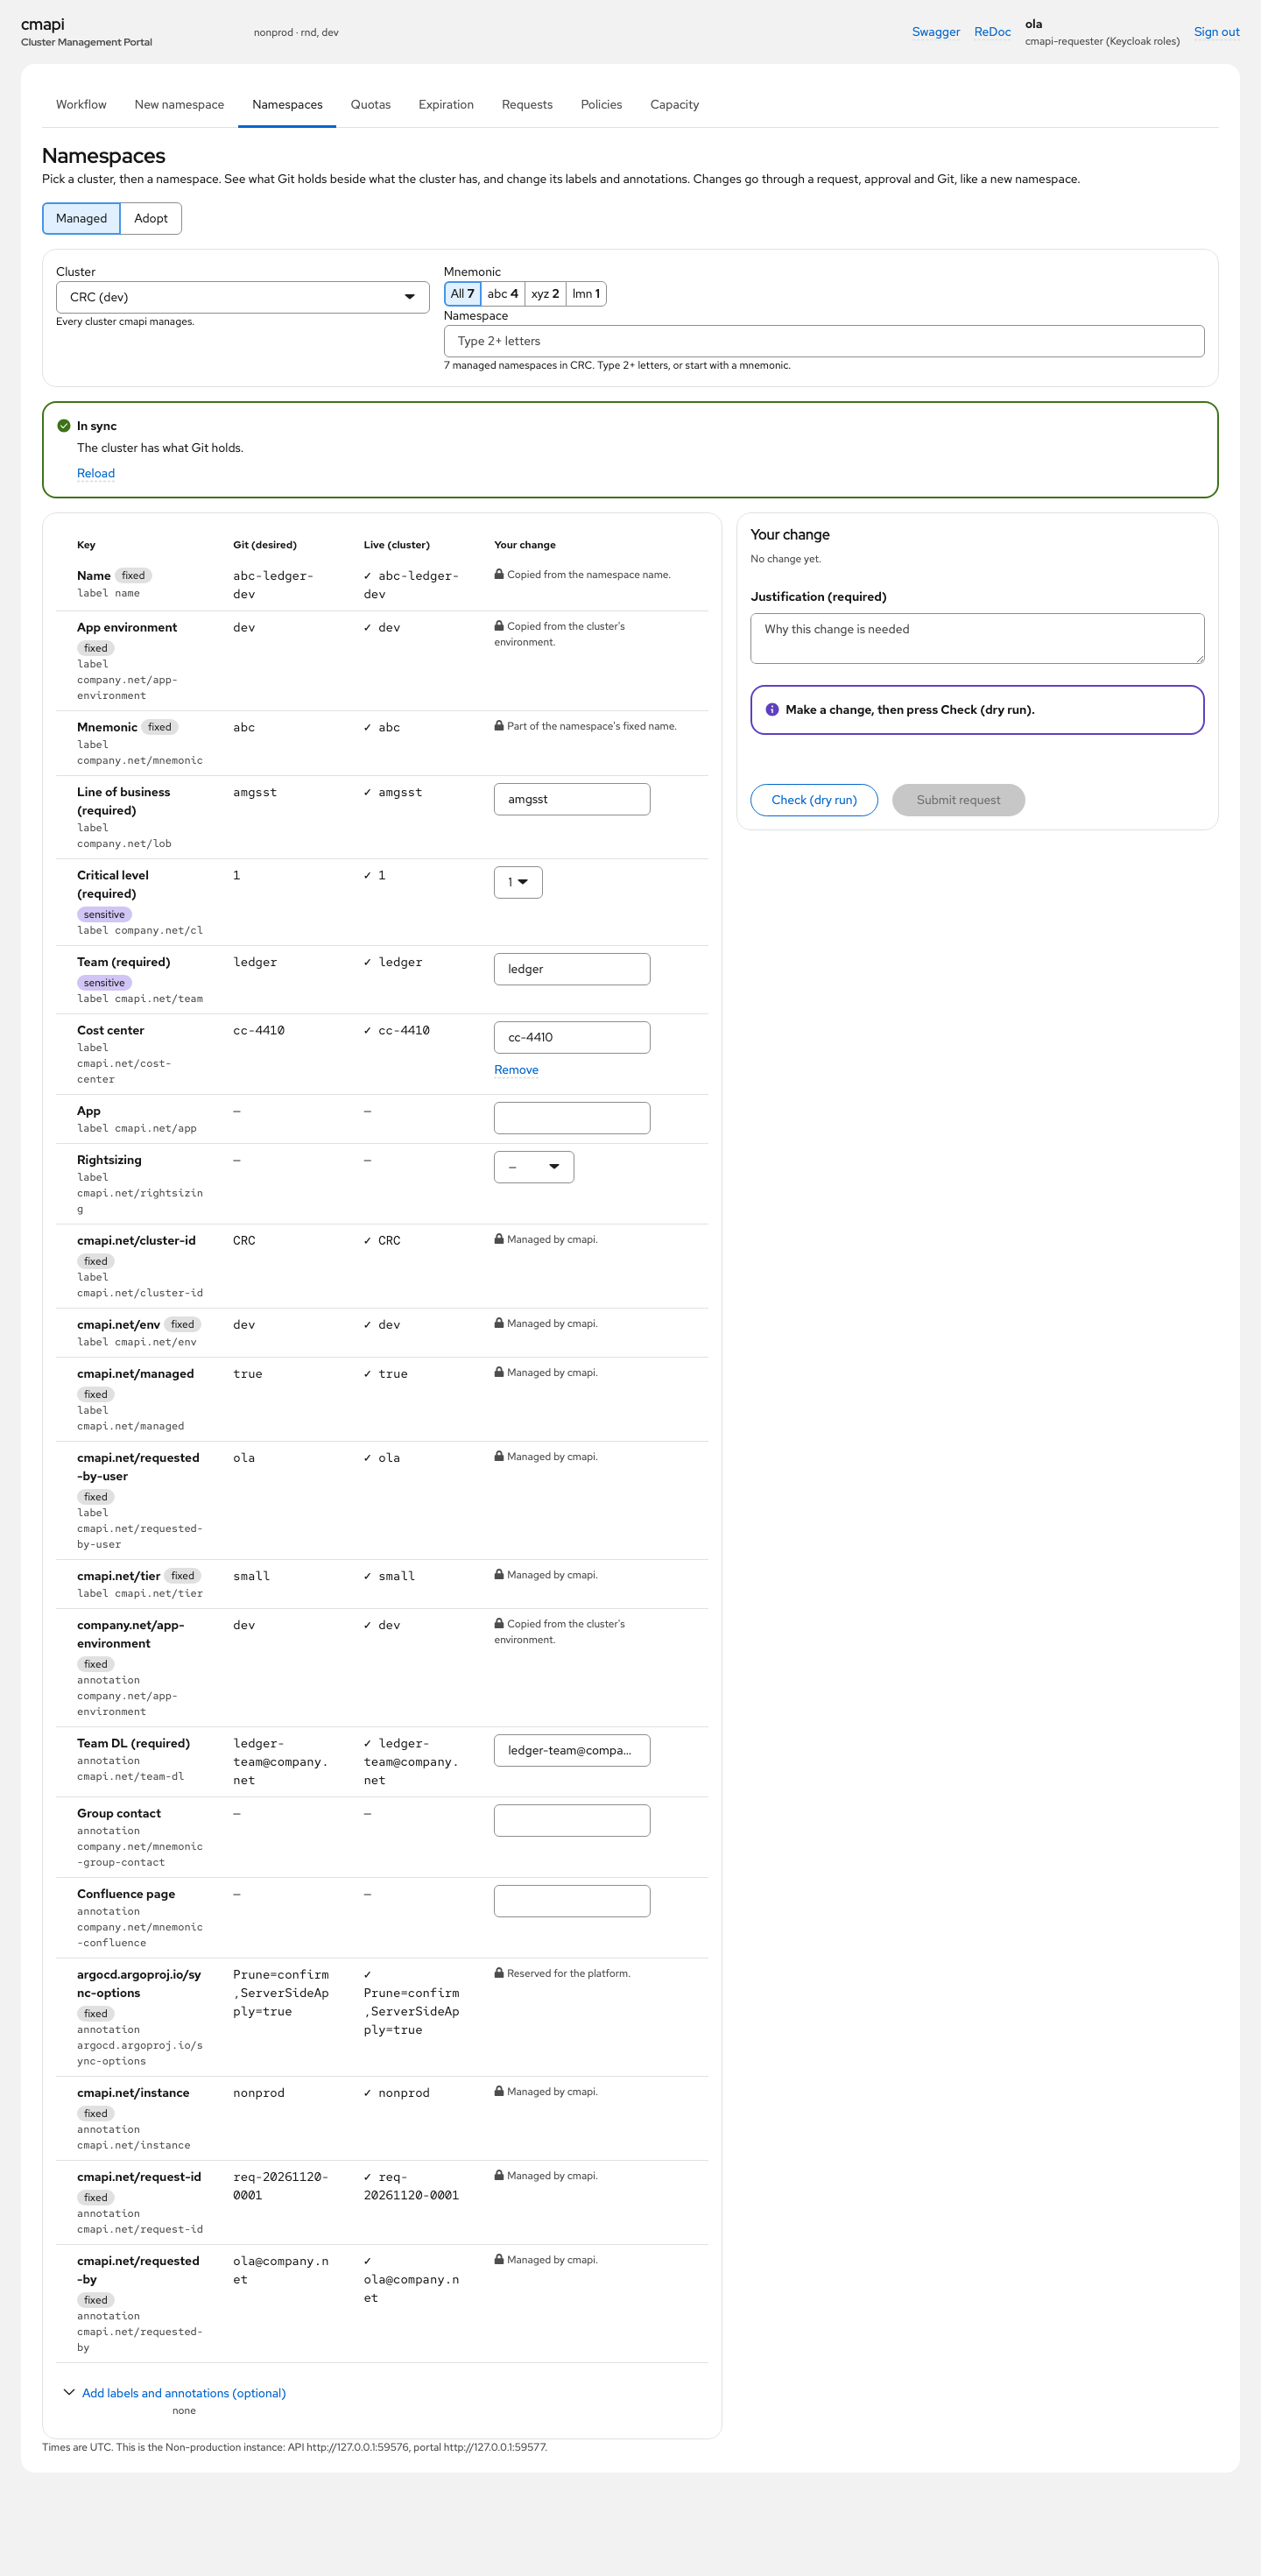 cmapi
Cluster Management Portal
nonprod · rnd, dev
Swagger
ReDoc
ola
cmapi-requester (Keycloak roles)
Sign out
Workflow
New namespace
Namespaces
Quotas
Expiration
Requests
Policies
Capacity
Namespaces
Pick a cluster, then a namespace. See what Git holds beside what the cluster has, and change its labels and annotations. Changes go through a request, approval and Git, like a new namespace.
Managed
Adopt
Cluster
CRC (dev)
Every cluster cmapi manages.
Mnemonic
All 7
abc 4
xyz 2
lmn 1
Namespace
Type 2+ letters
7 managed namespaces in CRC. Type 2+ letters, or start with a mnemonic.
In sync
The cluster has what Git holds.
Reload
Key
Git (desired)
Live (cluster)
Your change
Name fixed
label name
abc-ledger-
dev
✓ abc-ledger-
dev
Copied from the namespace name.
App environment
fixed
label
company.net/app-
environment
dev
✓ dev
Copied from the cluster's
environment.
Mnemonic fixed
label
company.net/mnemonic
abc
✓ abc
Part of the namespace's fixed name.
Line of business
(required)
label
company.net/lob
amgsst
✓ amgsst
amgsst
Critical level
(required)
sensitive
label company.net/cl
1
✓ 1
1
Team (required)
sensitive
label cmapi.net/team
ledger
✓ ledger
ledger
Cost center
label
cmapi.net/cost-
center
cc-4410
✓ cc-4410
cc-4410
Remove
App
label cmapi.net/app
—
—
Rightsizing
label
cmapi.net/rightsizin
g
—
—
—
cmapi.net/cluster-id
fixed
label
cmapi.net/cluster-id
CRC
✓ CRC
Managed by cmapi.
cmapi.net/env fixed
label cmapi.net/env
dev
✓ dev
Managed by cmapi.
cmapi.net/managed
fixed
label
cmapi.net/managed
true
✓ true
Managed by cmapi.
cmapi.net/requested
-by-user
fixed
label
cmapi.net/requested-
by-user
ola
✓ ola
Managed by cmapi.
cmapi.net/tier fixed
label cmapi.net/tier
small
✓ small
Managed by cmapi.
company.net/app-
environment
fixed
annotation
company.net/app-
environment
dev
✓ dev
Copied from the cluster's
environment.
Team DL (required)
annotation
cmapi.net/team-dl
ledger-
team@company.
net
✓ ledger-
team@company.
net
ledger-team@compa...
Group contact
annotation
company.net/mnemonic
-group-contact
—
—
Confluence page
annotation
company.net/mnemonic
-confluence
—
—
argocd.argoproj.io/sy
nc-options
fixed
annotation
argocd.argoproj.io/s
ync-options
Prune=confirm
,ServerSideAp
ply=true
✓
Prune=confirm
,ServerSideAp
ply=true
Reserved for the platform.
cmapi.net/instance
fixed
annotation
cmapi.net/instance
nonprod
✓ nonprod
Managed by cmapi.
cmapi.net/request-id
fixed
annotation
cmapi.net/request-id
req-20261120-
0001
✓ req-
20261120-0001
Managed by cmapi.
cmapi.net/requested
-by
fixed
annotation
cmapi.net/requested-
by
ola@company.n
et
✓
ola@company.n
et
Managed by cmapi.
Add labels and annotations (optional)
none
Your change
No change yet.
Justification (required)
Why this change is needed
Make a change, then press Check (dry run).
Check (dry run)
Submit request
Times are UTC. This is the Non-production instance: API http://127.0.0.1:59576, portal http://127.0.0.1:59577.